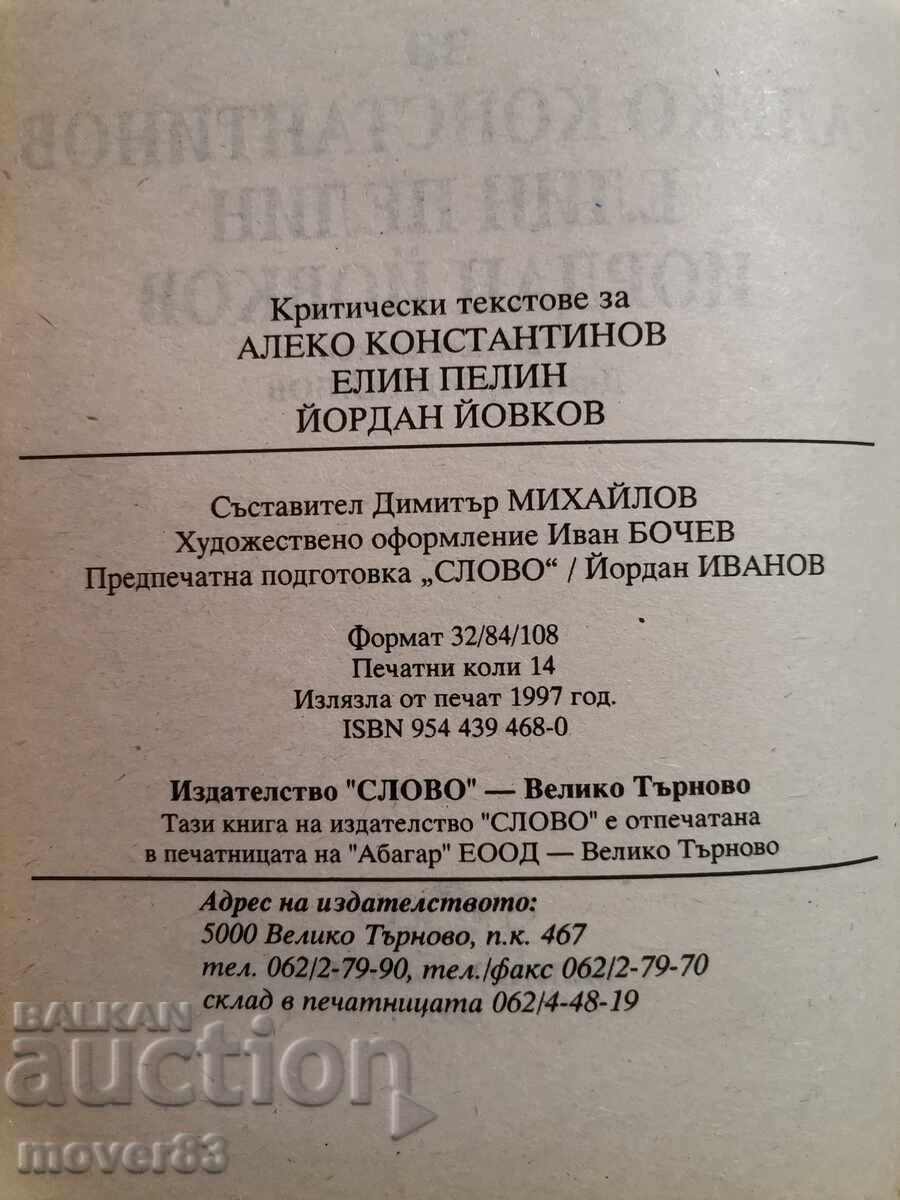 Критически текстове за
АЛЕКО КОНСТАНТИНОВ
ЕЛИН ПЕЛИН
ЙОРДАН ЙОВКОВ
Съставител Димитър МИХАЙЛОВ
Художествено оформление Иван БОЧЕВ
Предпечатна подготовка „СЛОВО“ / Йордан ИВАНОВ
Формат 32/84/108
Печатни коли 14
Излязла от печат 1997 год.
ISBN 954 439 468-0
Издателство "СЛОВО" — Велико Търново
Тази книга на издателство "СЛОВО" е отпечатана
в печатницата на "Абагар" ЕООД — Велико Търново
Адрес на издателството:
5000 Велико Търново, п.к. 467
тел. 062/2-79-90, тел./факс 062/2-79-70
склад в печатницата 062/4-48-19
BALKAN
auction
mover83